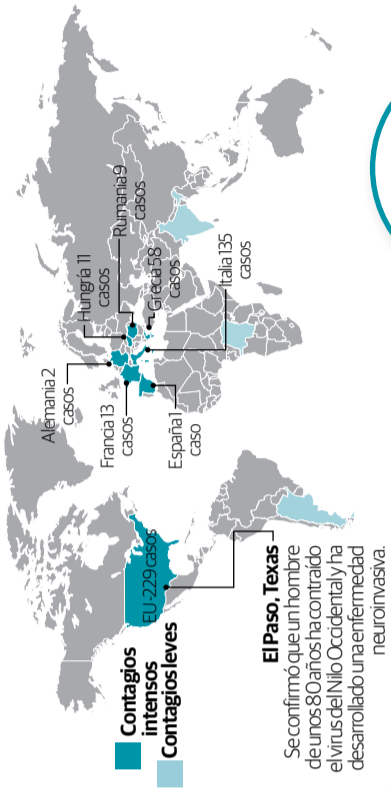 Contagios
intensos
Contagios leves
EU - 229 casos
Alemania 2
casos
Francia 13
casos
España 1
caso
Hungría 11
casos
Rumania 9
casos
Grecia 58
casos
Italia 135
casos
El Paso, Texas
Se confirmó que un hombre
de unos 80 años ha contraído
el virus del Nilo Occidental y ha
desarrollado una enfermedad
neuroinvasiva.